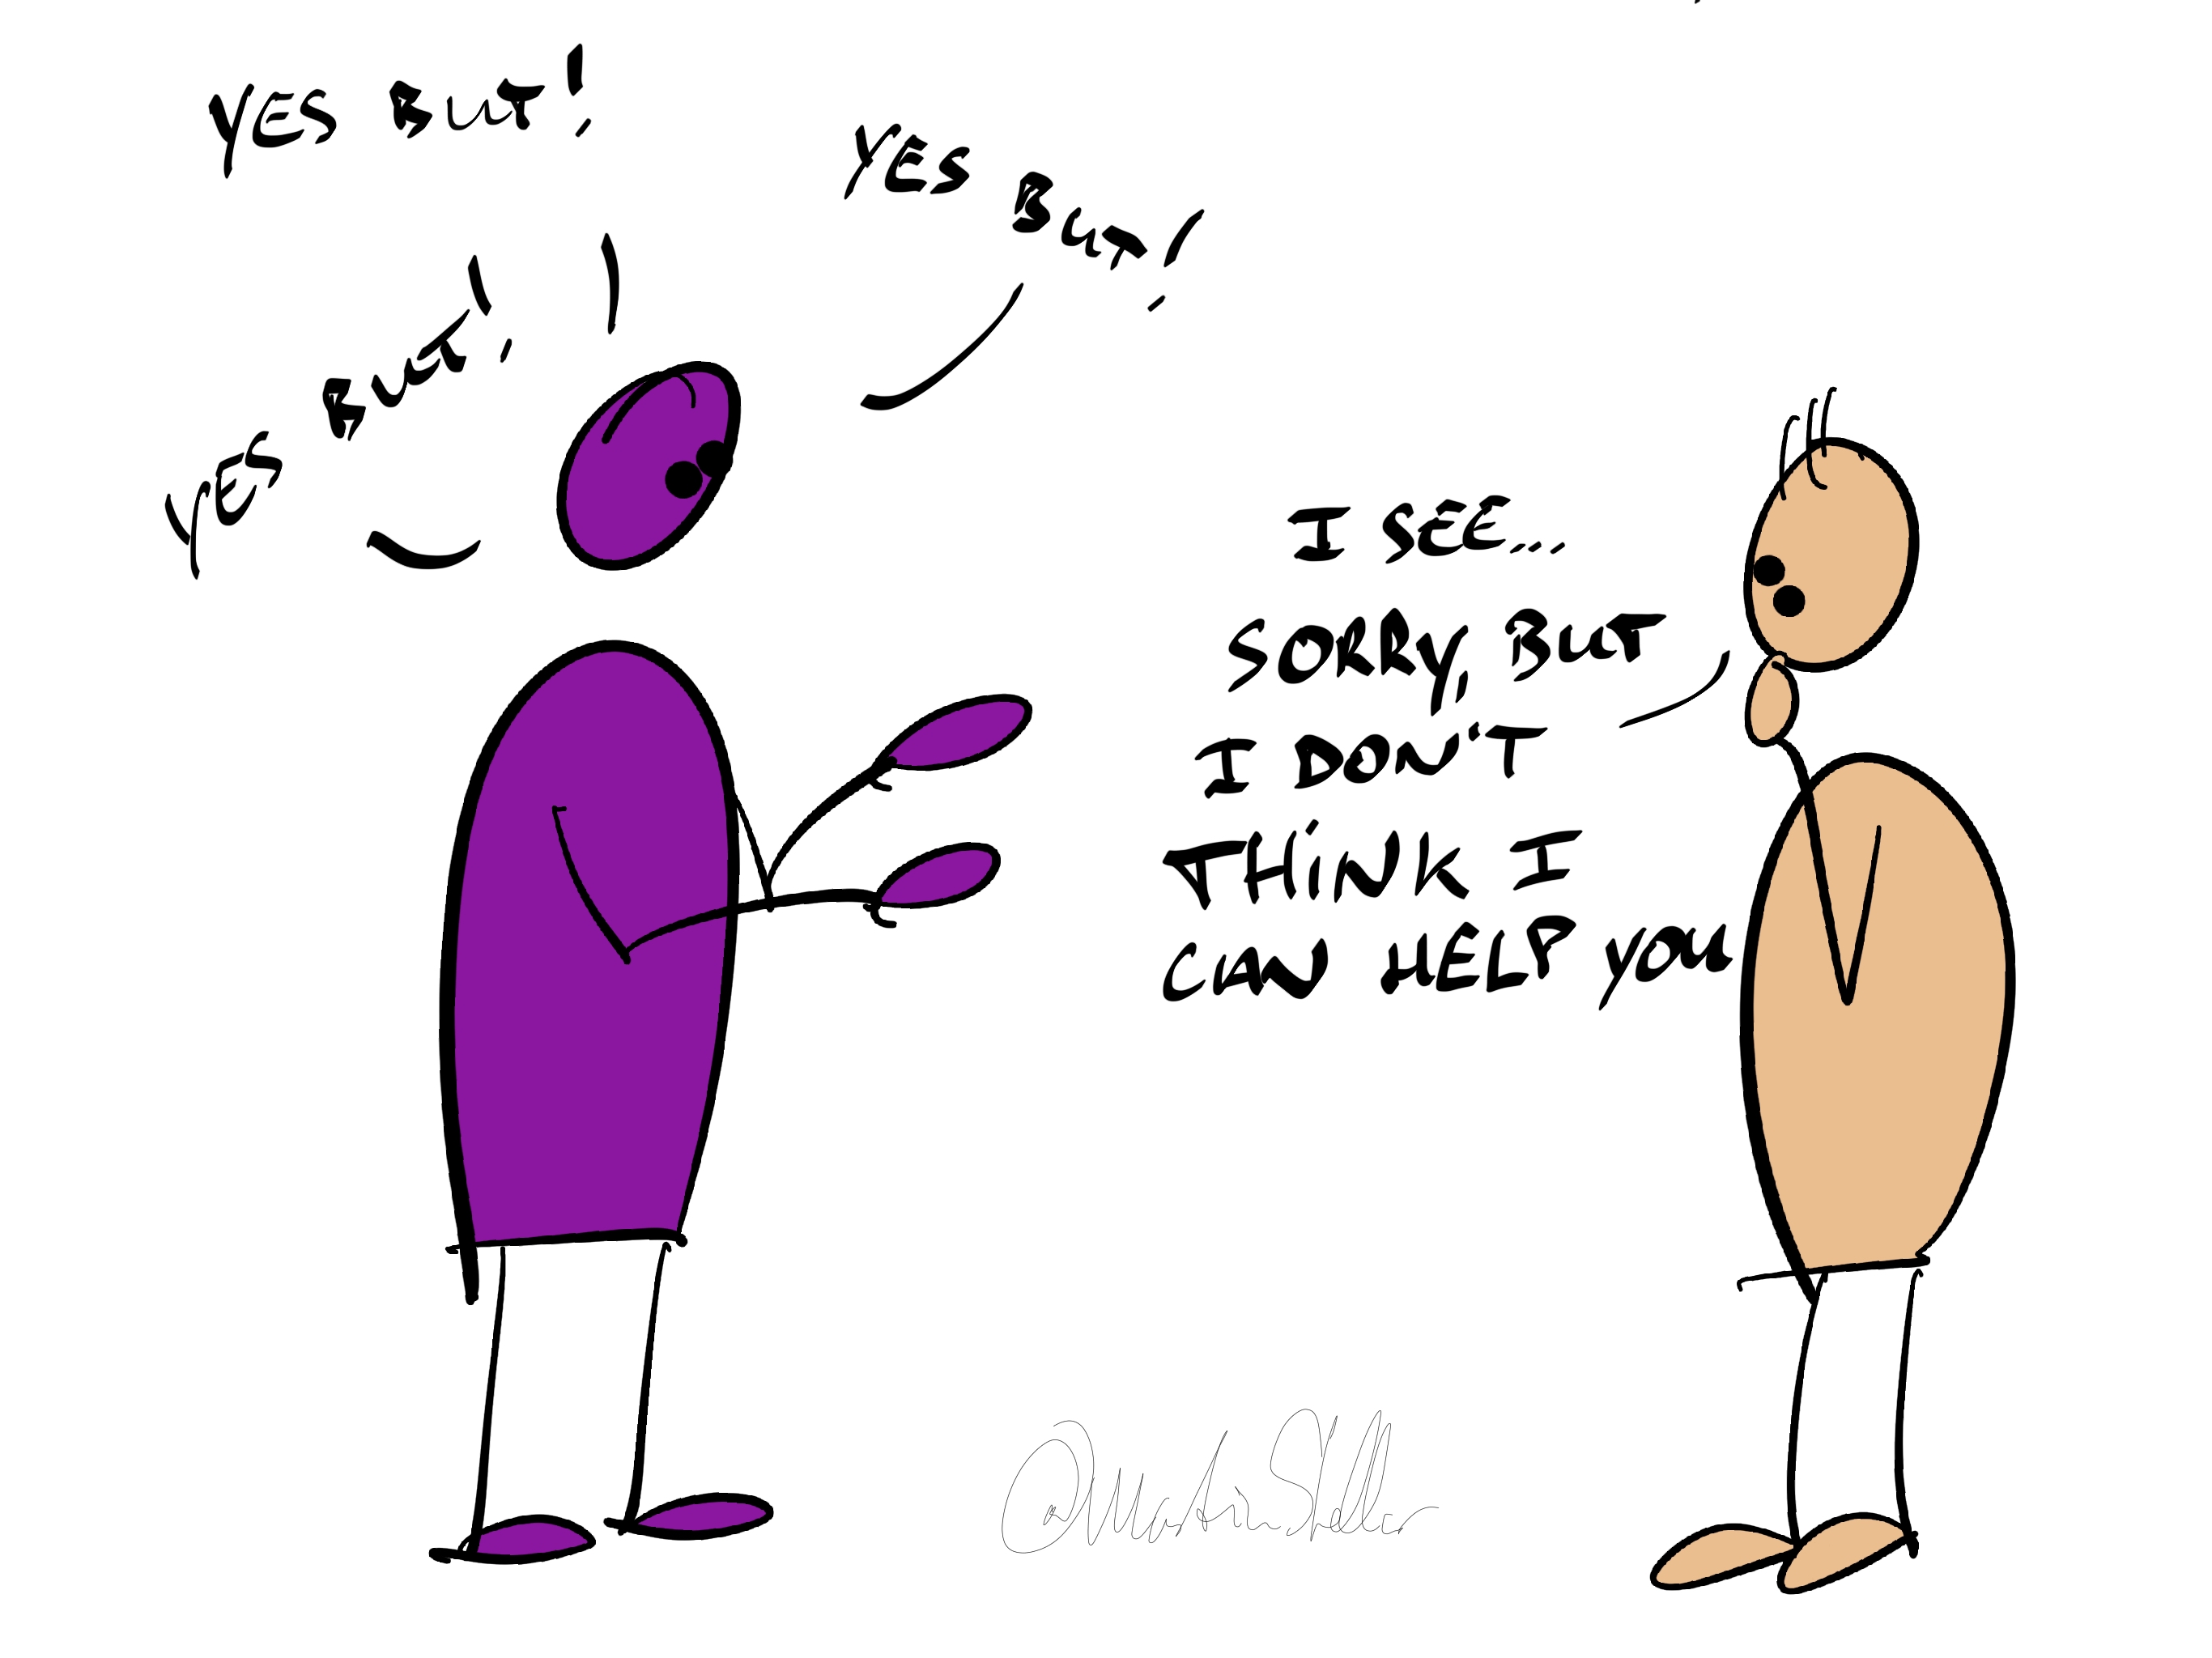 YES BUT!
YES BUT!
YES BUT!
I SEE...
SORRY, BUT
I DON'T
THINK I
CAN HELP YOU